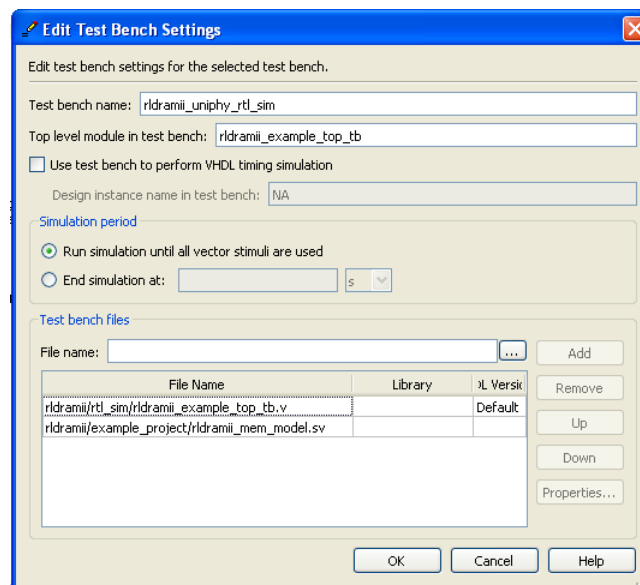 Edit Test Bench Settings
Edit test bench settings for the selected test bench.
Test bench name: rldramii_uniphy_rtl_sim
Top level module in test bench: rldramii_example_top_tb
Use test bench to perform VHDL timing simulation
Design instance name in test bench: NA
Simulation period
Run simulation until all vector stimuli are used
End simulation at: s
Test bench files
File name: ... Add
File Name Library DL Versic
Remove
rldramii/rtl_sim/rldramii_example_top_tb.v Default
rldramii/example_project/rldramii_mem_model.sv
Up
Down
Properties...
OK Cancel Help